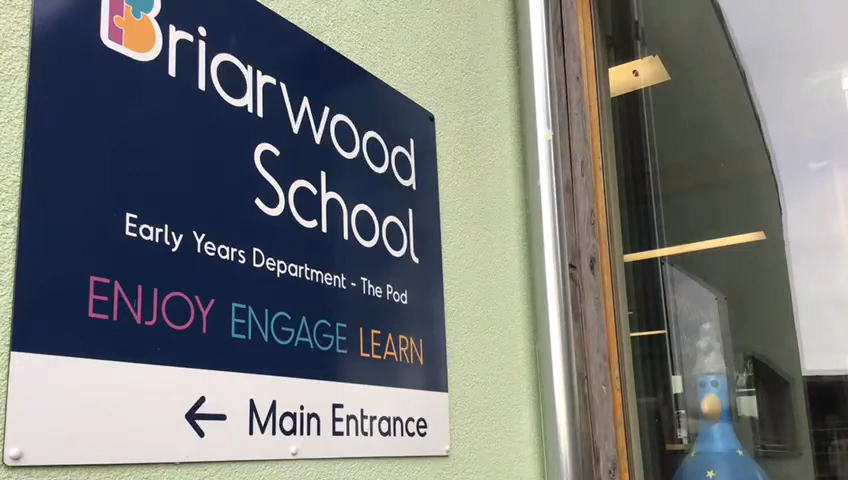 Briarwood
School
Early Years Department - The Pod
ENJOY ENGAGE LEARN
← Main Entrance